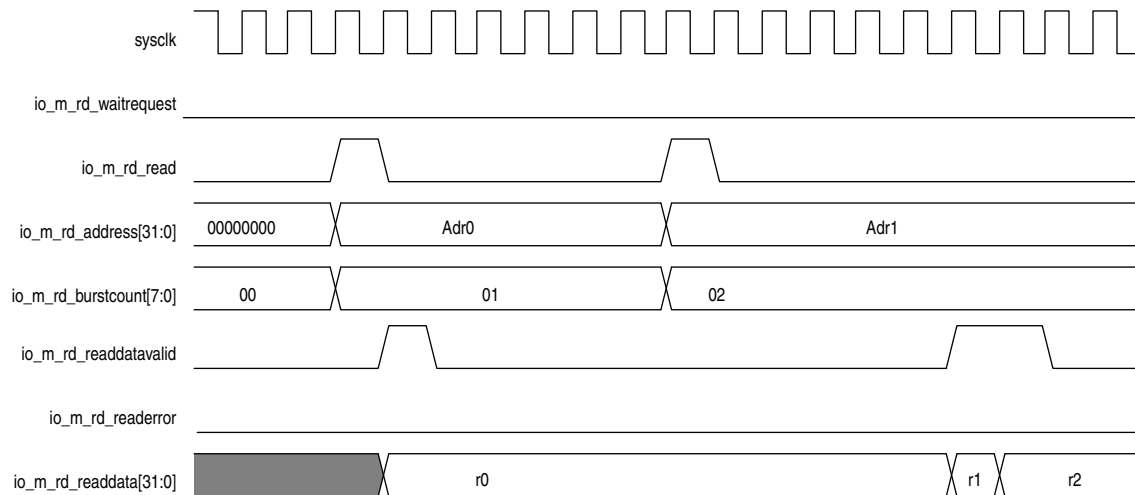 sysclk
io_m_rd_waitrequest
io_m_rd_read
io_m_rd_address[31:0] 00000000 Adr0 Adr1
io_m_rd_burstcount[7:0] 00 01 02
io_m_rd_readdatavalid
io_m_rd_readerror
io_m_rd_readdata[31:0] r0 r1 r2